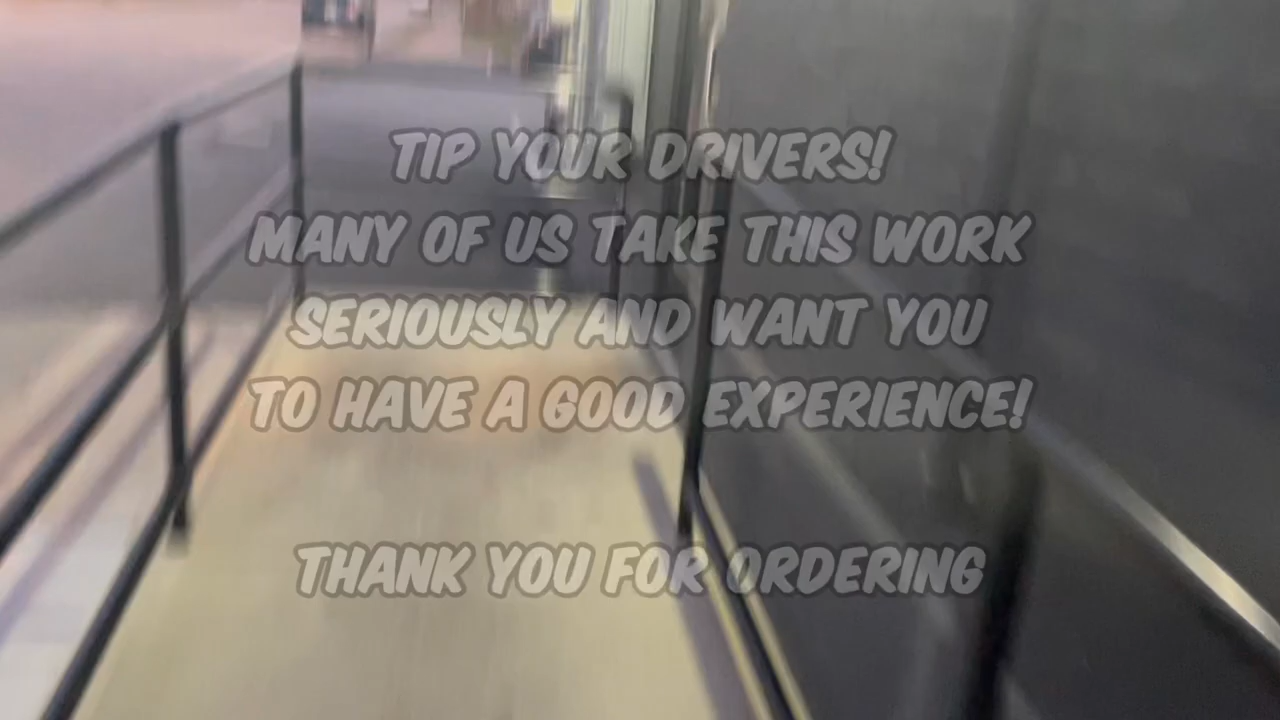 TIP YOUR DRIVERS!
MANY OF US TAKE THIS WORK
SERIOUSLY AND WANT YOU
TO HAVE A GOOD EXPERIENCE!
THANK YOU FOR ORDERING